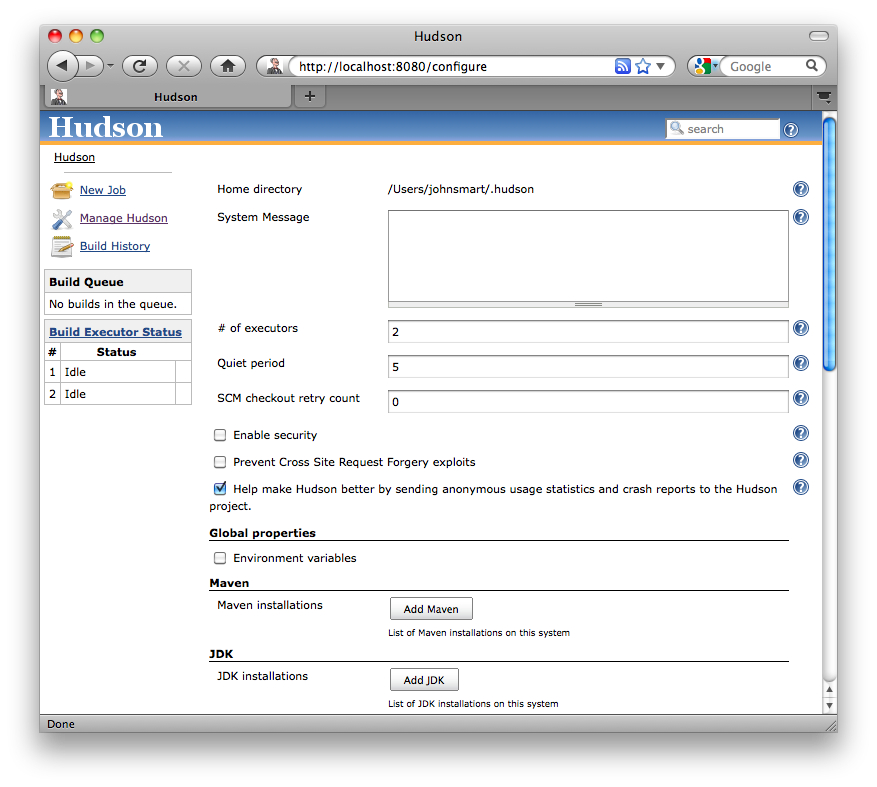 Hudson
http://localhost:8080/configure
Google
Hudson
Hudson
search
Hudson
New Job
Manage Hudson
Build History
Build Queue
No builds in the queue.
Build Executor Status
# Status
1 Idle
2 Idle
Home directory /Users/johnsmart/.hudson
System Message
# of executors 2
Quiet period 5
SCM checkout retry count 0
Enable security
Prevent Cross Site Request Forgery exploits
Help make Hudson better by sending anonymous usage statistics and crash reports to the Hudson
project.
Global properties
Environment variables
Maven
Maven installations Add Maven
List of Maven installations on this system
JDK
JDK installations Add JDK
List of JDK installations on this system
Done